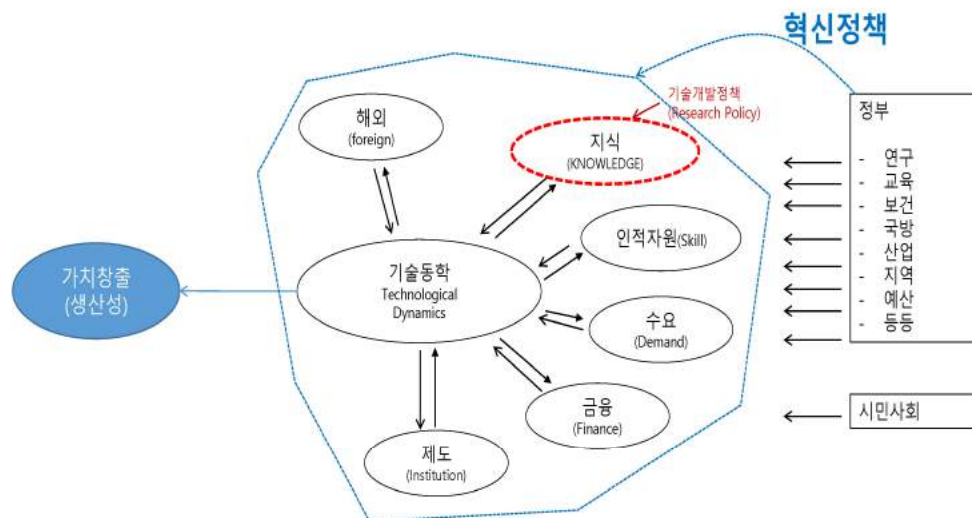 혁신정책
해외
(foreign)
기술개발정책
(Research Policy)
지식
(KNOWLEDGE)
인적자원(Skill)
기술동학
Technological
Dynamics
수요
(Demand)
금융
(Finance)
제도
(Institution)
가치창출
(생산성)
정부
- 연구
- 교육
- 보건
- 국방
- 산업
- 지역
- 예산
- 등등
시민사회